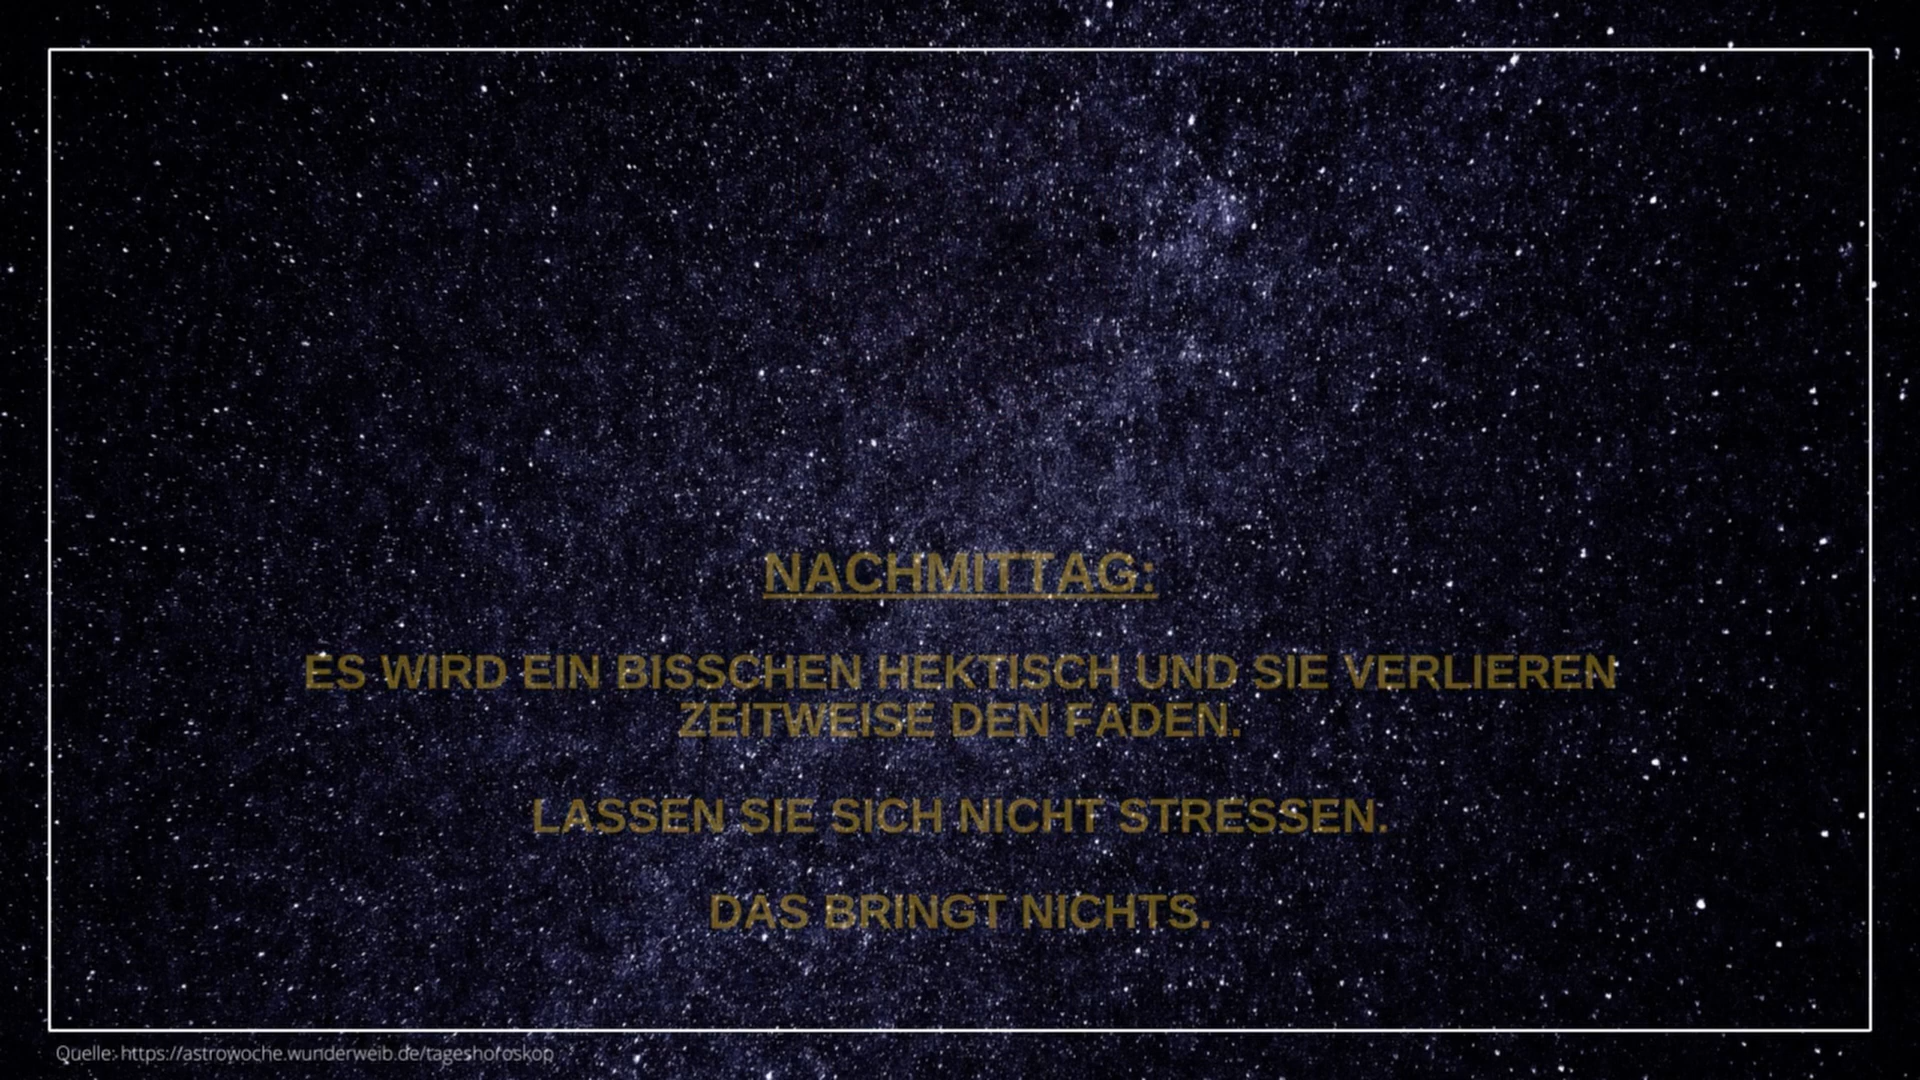 NACHMITTAG:
ES WIRD EIN BISSCHEN HEKTISCH UND SIE VERLIEREN
ZEITWEISE DEN FADEN.
LASSEN SIE SICH NICHT STRESSEN.
DAS BRINGT NICHTS.
Quelle: https://astrowoche.wunderweib.de/tageshoroskop